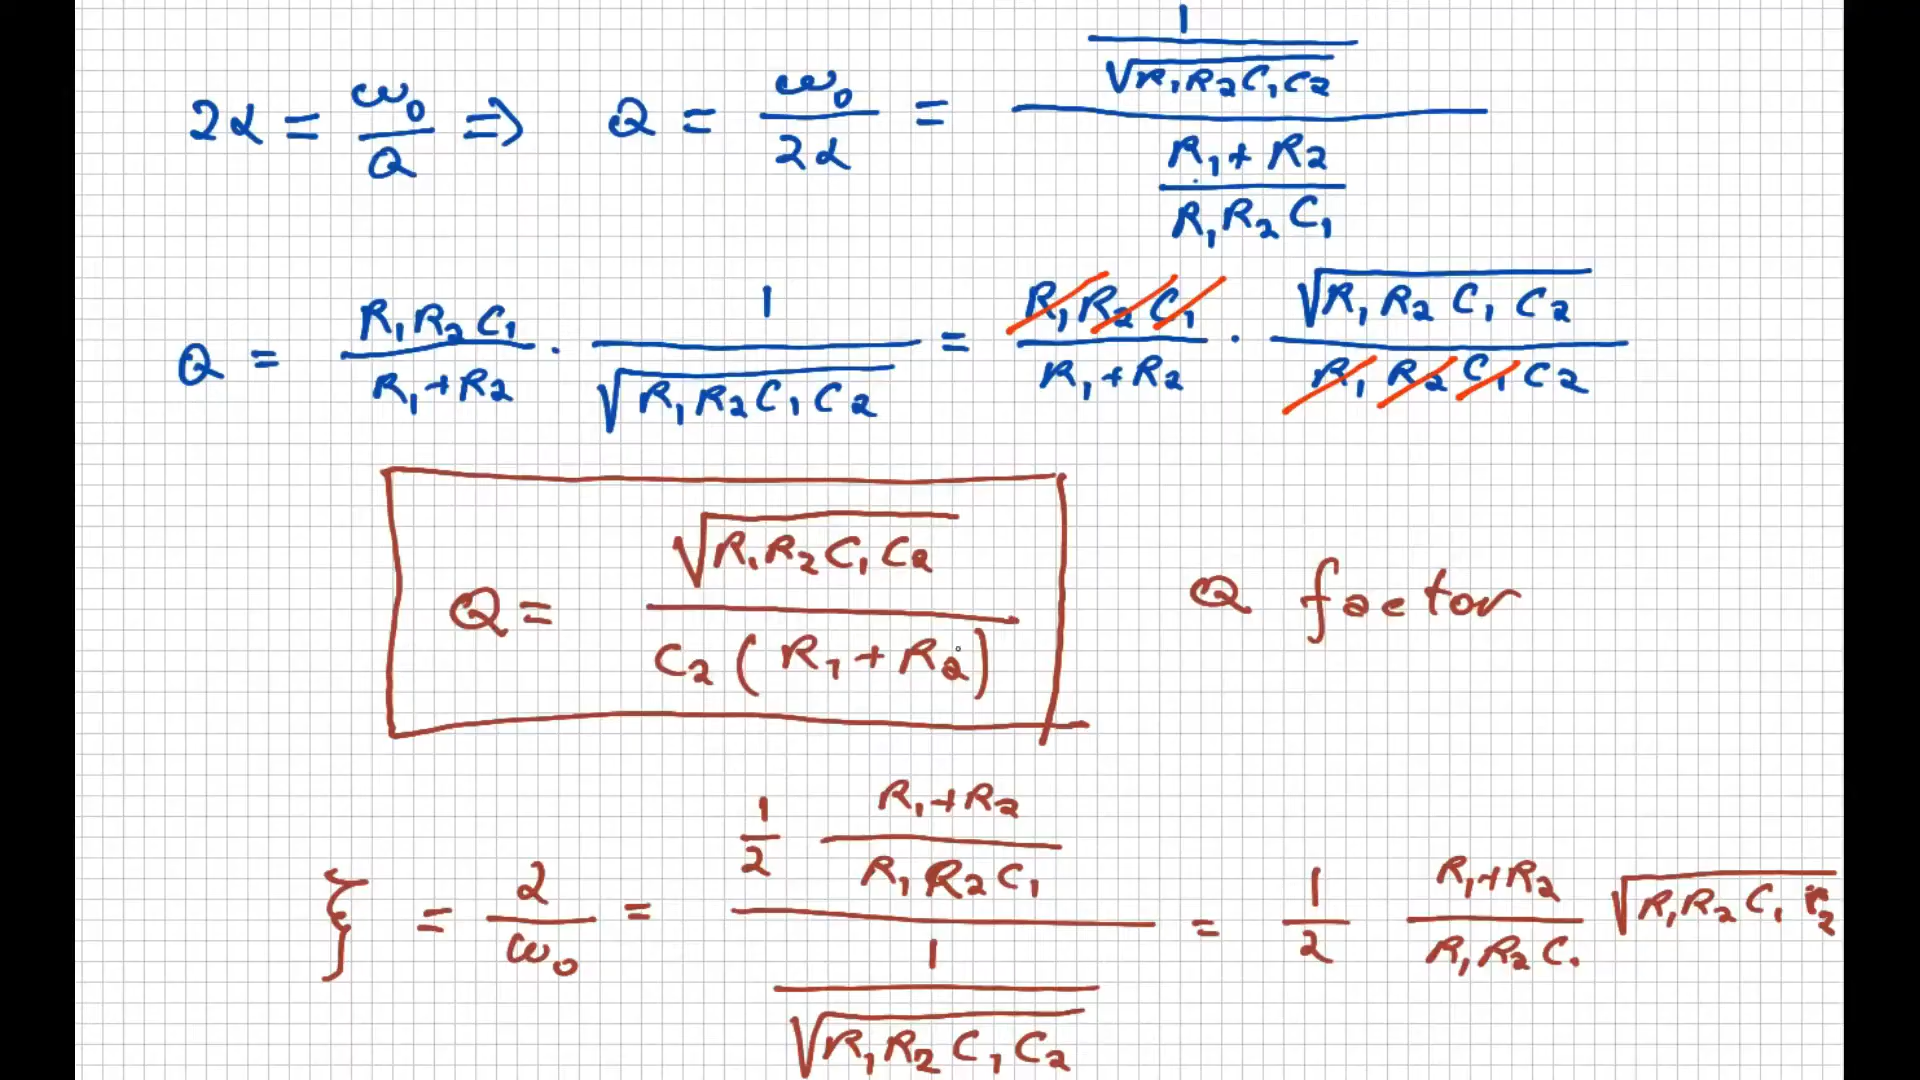 2α = ω₀/Q ⇒ Q = ω₀/2α = (1/√(R₁R₂C₁C₂)) / ((R₁+R₂)/(R₁R₂C₁))
Q = (R₁R₂C₁)/(R₁+R₂) · 1/√(R₁R₂C₁C₂) = (R₁R₂C₁)/(R₁+R₂) · √(R₁R₂C₁C₂)/(R₁R₂C₁C₂)
Q = √(R₁R₂C₁C₂)/(C₂(R₁+R₂)) Q factor
ξ = 2/ω₀ = (1/2 (R₁+R₂)/(R₁R₂C₁)) / (1/√(R₁R₂C₁C₂)) = 1/2 (R₁+R₂)/(R₁R₂C₁) √(R₁R₂C₁C₂)